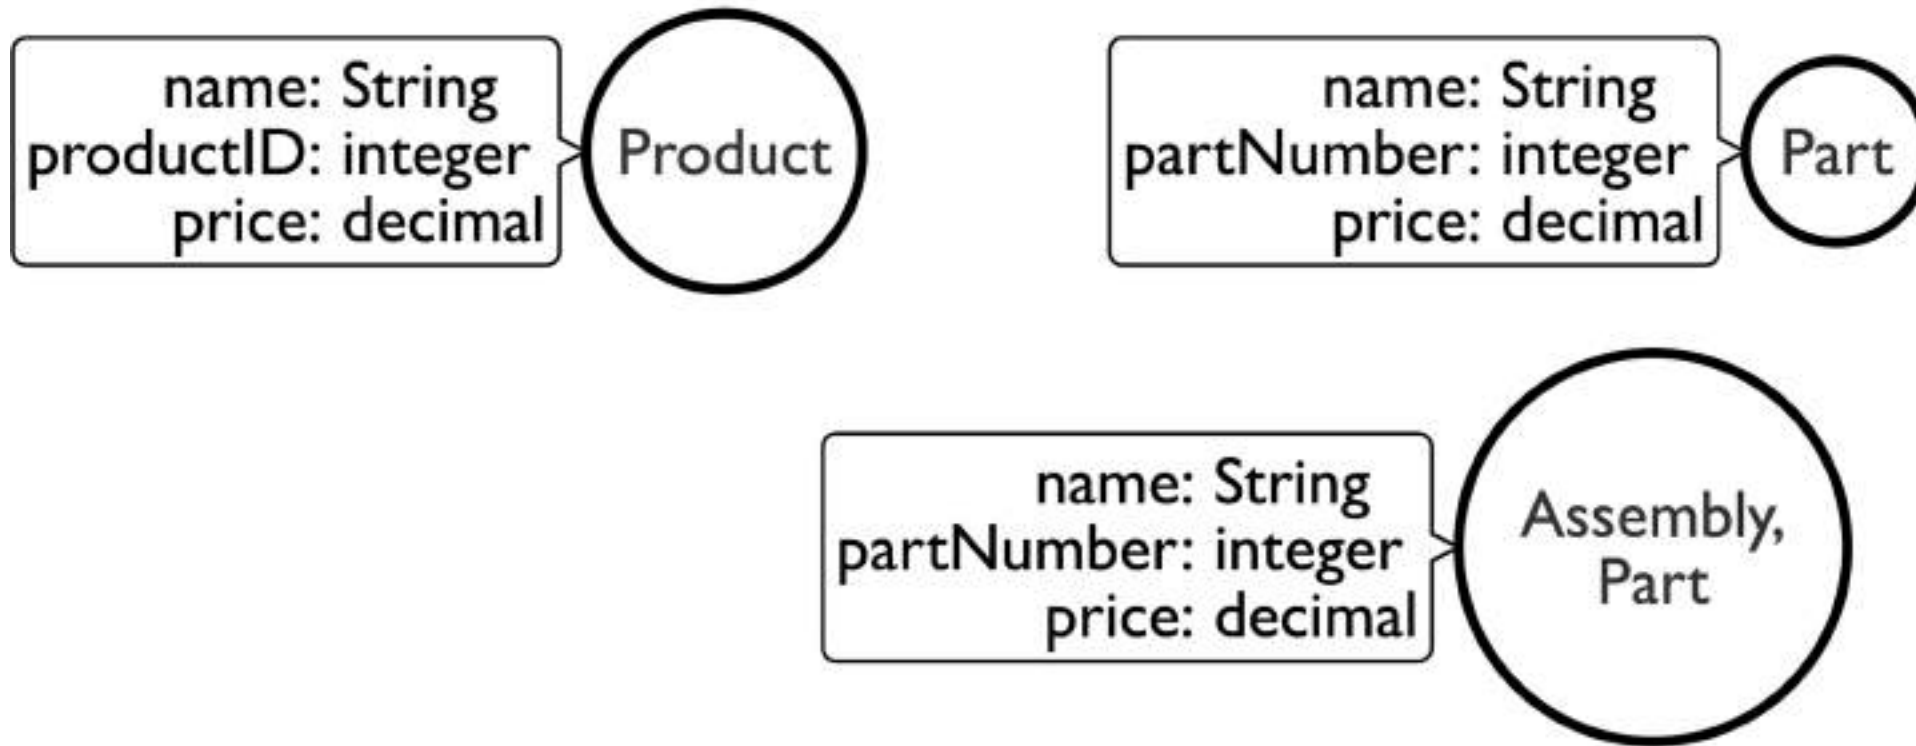 name: String
productID: integer
price: decimal
Product
name: String
partNumber: integer
price: decimal
Part
name: String
partNumber: integer
price: decimal
Assembly,
Part